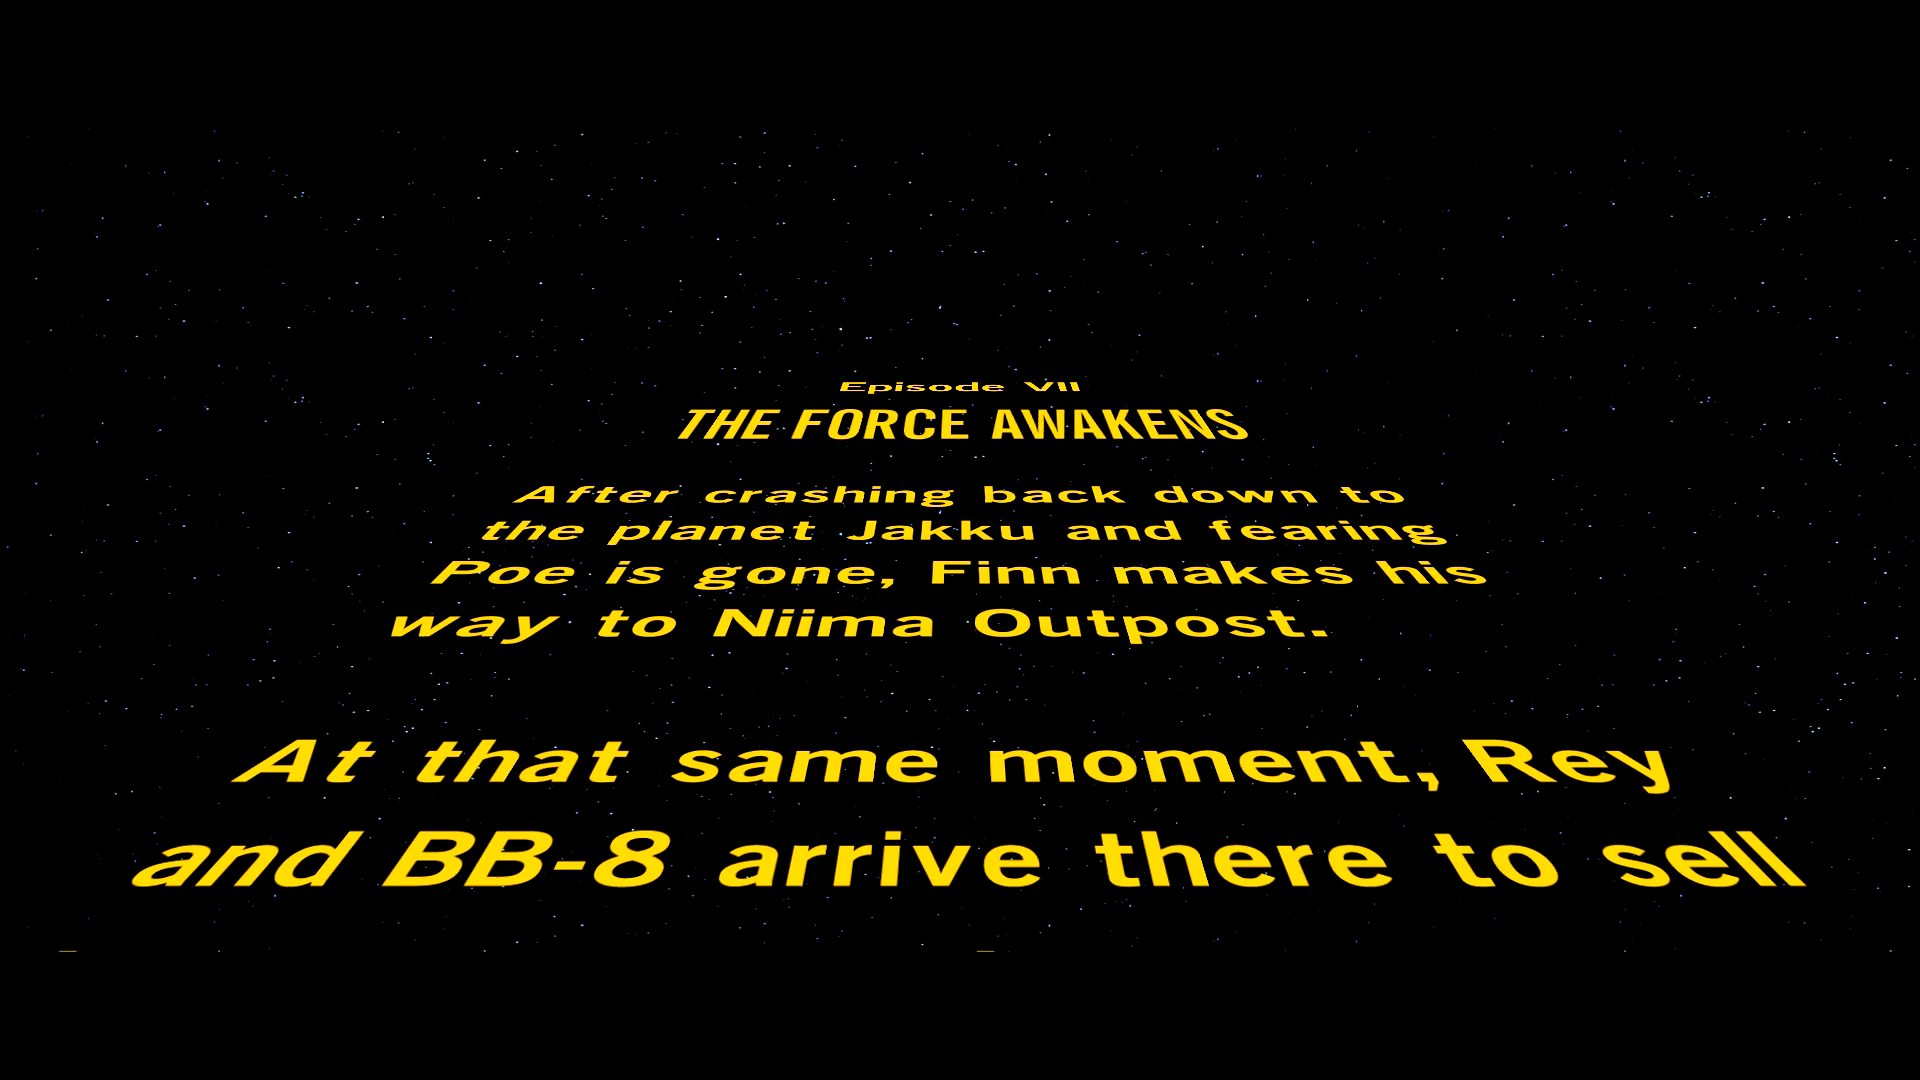 Episode VII
THE FORCE AWAKENS
After crashing back down to
the planet Jakku and fearing
Poe is gone, Finn makes his
way to Niima Outpost.
At that same moment, Rey
and BB-8 arrive there to sell